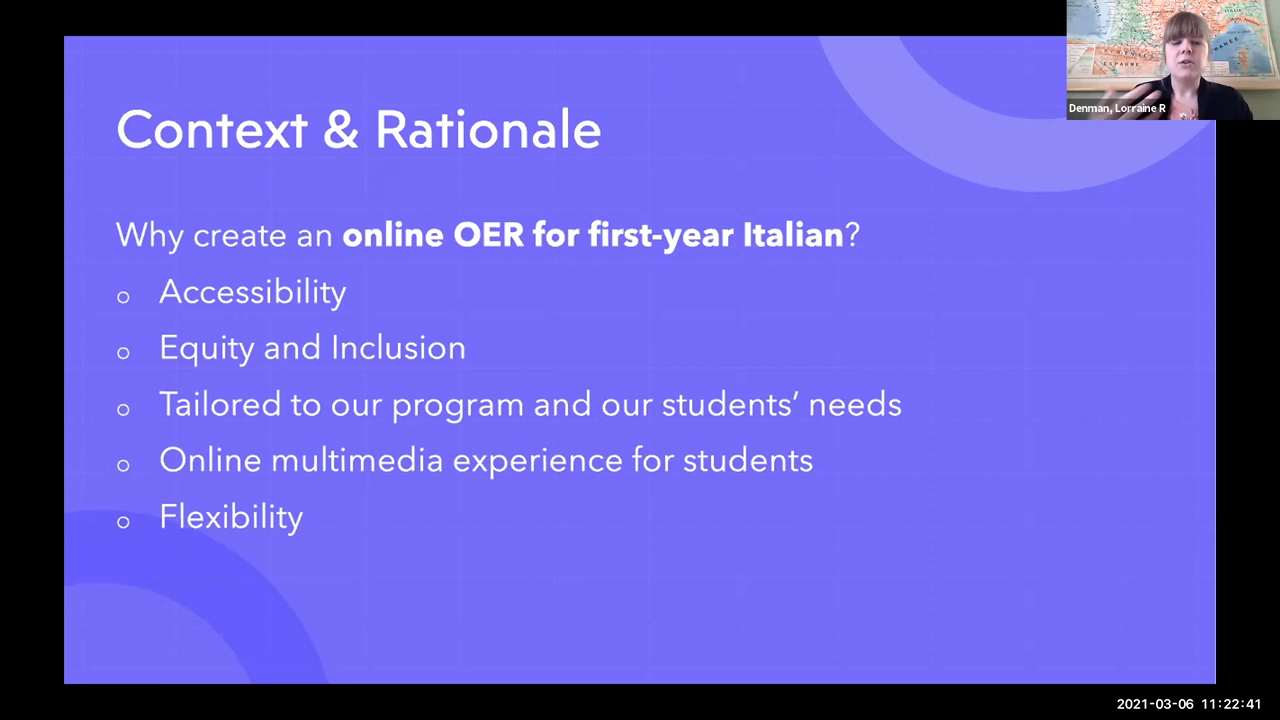 Context & Rationale
Why create an online OER for first-year Italian?
o Accessibility
o Equity and Inclusion
o Tailored to our program and our students’ needs
o Online multimedia experience for students
o Flexibility
ESPAGNE
Denman, Lorraine R
2021-03-06 11:22:41